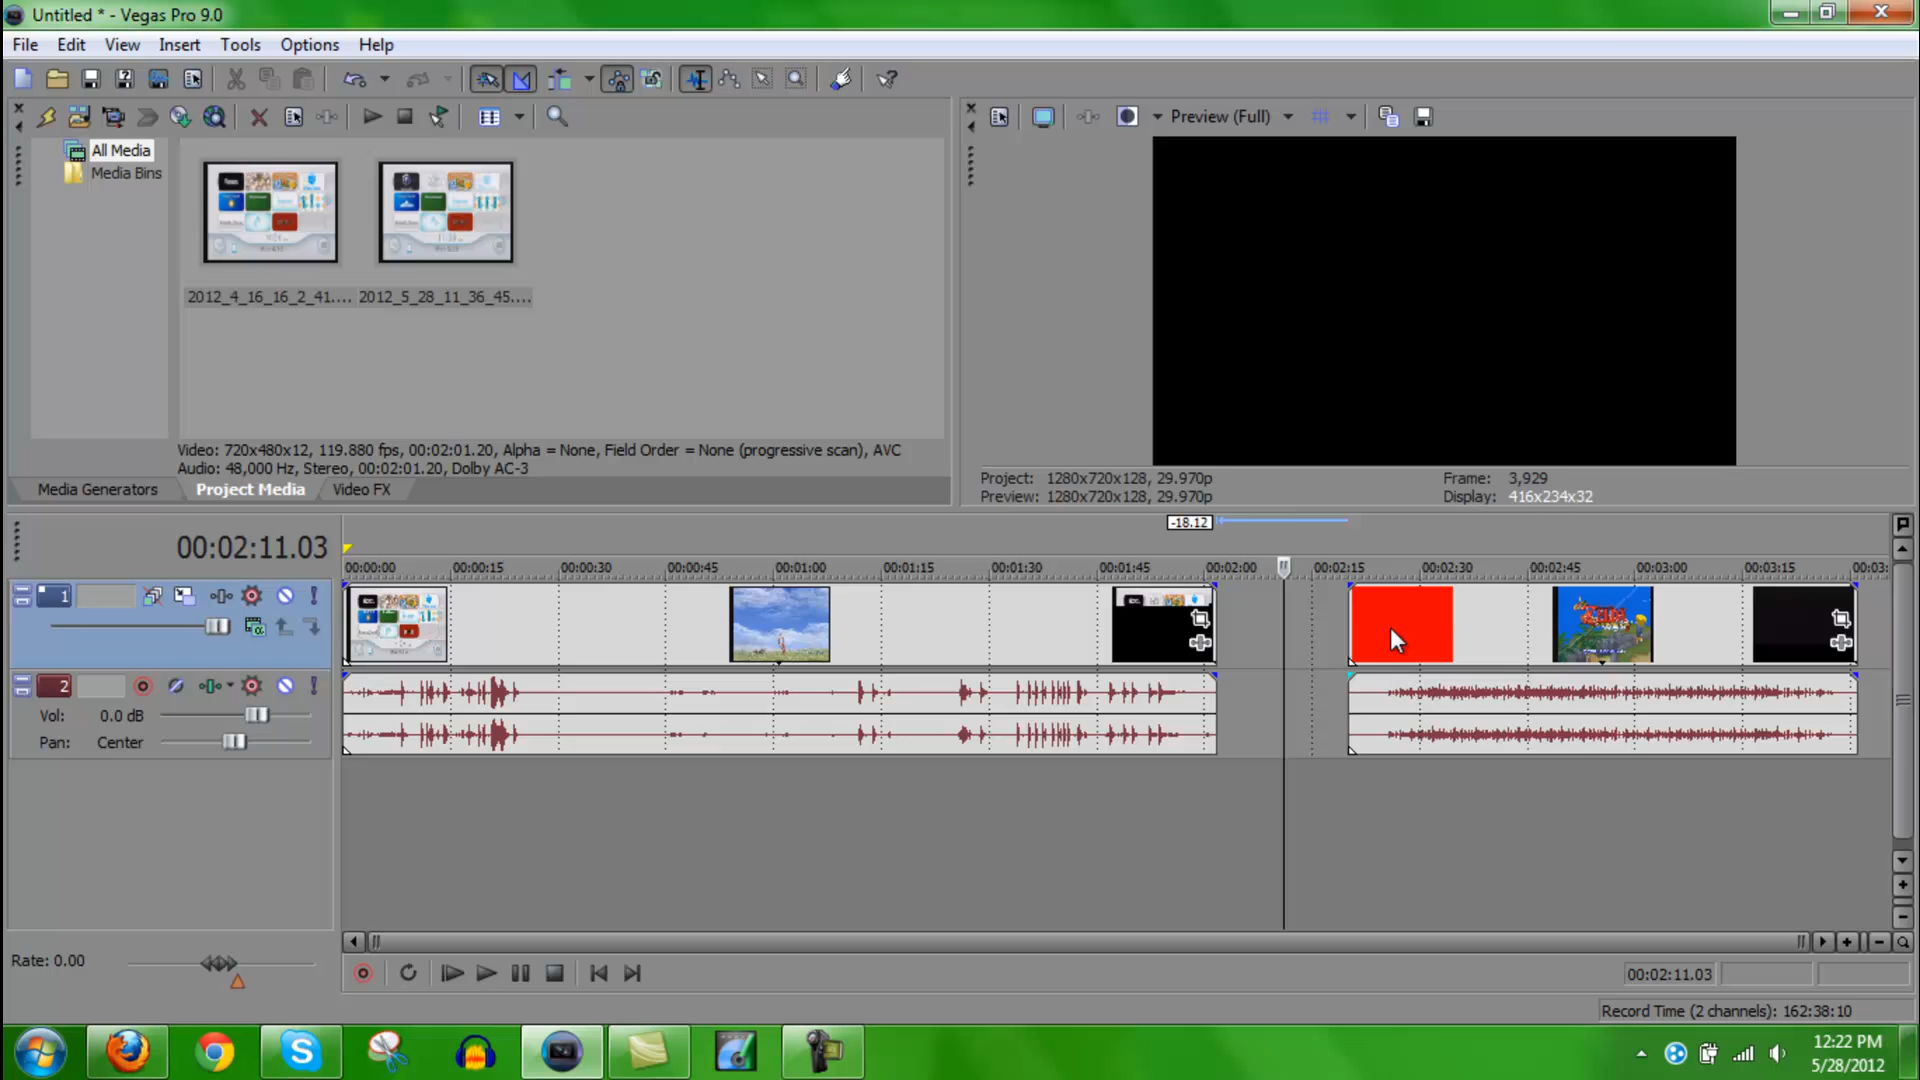 Untitled * - Vegas Pro 9.0
File Edit View Insert Tools Options Help
Preview (Full)
All Media
Media Bins
2012_4_16_16_2_41.... 2012_5_28_11_36_45....
Video: 720x480x12, 119.880 fps, 00:02:01.20, Alpha = None, Field Order = None (progressive scan), AVC
Audio: 48,000 Hz, Stereo, 00:02:01.20, Dolby AC-3
Media Generators Project Media Video FX
Project: 1280x720x128, 29.970p Frame: 3,929
Preview: 1280x720x128, 29.970p Display: 416x234x32
-18.12
00:02:11.03
00:00:00 00:00:15 00:00:30 00:00:45 00:01:00 00:01:15 00:01:30 00:01:45 00:02:00 00:02:15 00:02:30 00:02:45 00:03:00 00:03:15 00:03:
1
2
Vol: 0.0 dB
Pan: Center
Rate: 0.00
00:02:11.03
Record Time (2 channels): 162:38:10
12:22 PM
5/28/2012